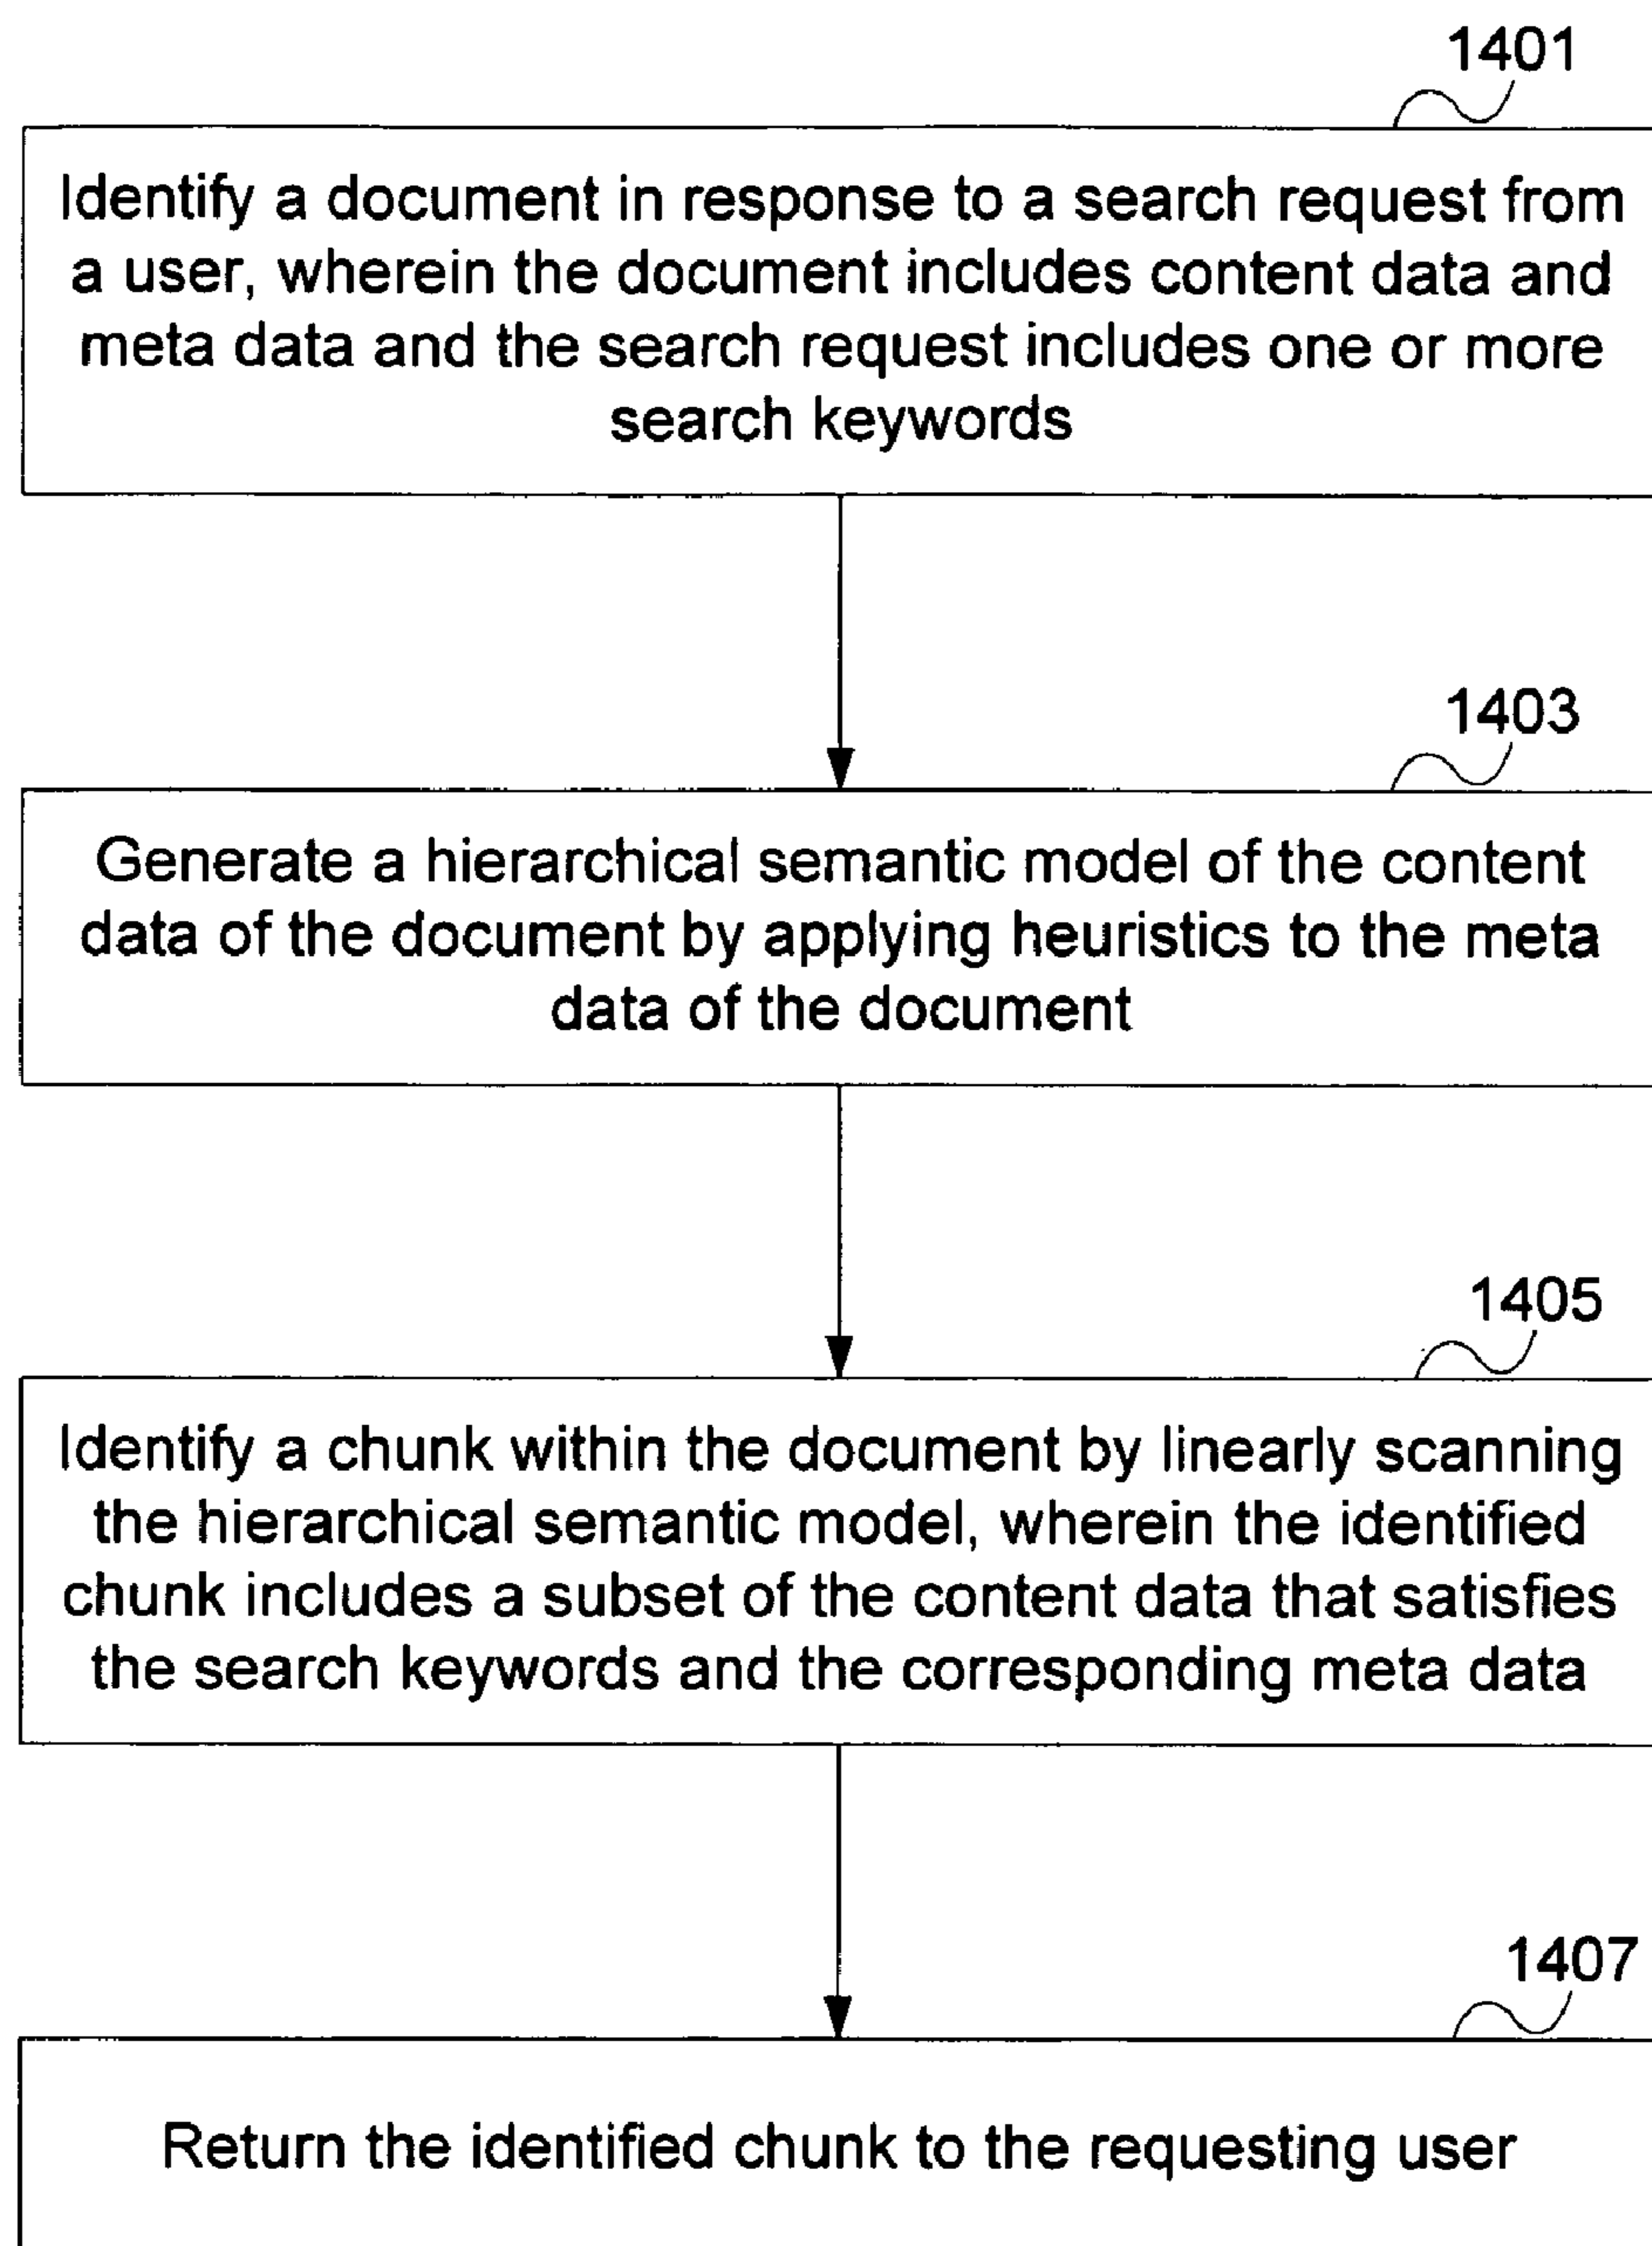 1401
Identify a document in response to a search request from
a user, wherein the document includes content data and
meta data and the search request includes one or more
search keywords
1403
Generate a hierarchical semantic model of the content
data of the document by applying heuristics to the meta
data of the document
1405
Identify a chunk within the document by linearly scanning
the hierarchical semantic model, wherein the identified
chunk includes a subset of the content data that satisfies
the search keywords and the corresponding meta data
1407
Return the identified chunk to the requesting user